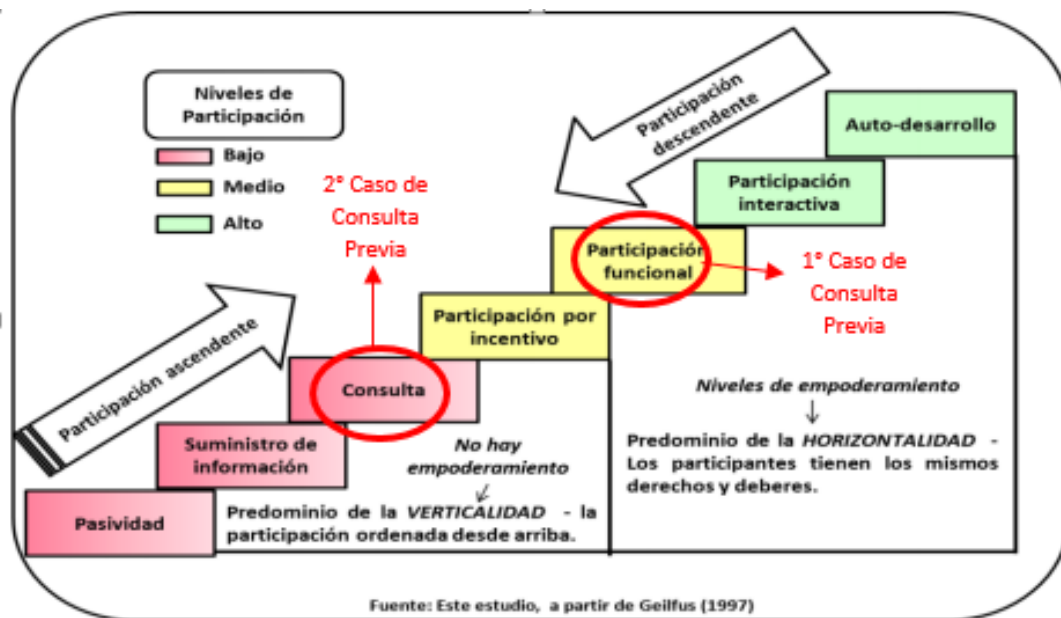 Niveles de
Participación
Bajo
Medio
Alto
Participación ascendente
Participación
descendente
Auto-desarrollo
Participación
interactiva
Participación
funcional
1° Caso de
Consulta
Previa
2° Caso de
Consulta
Previa
Participación por
incentivo
Consulta
Suministro de
información
Pasividad
No hay
empoderamiento
Predominio de la VERTICALIDAD - la
participación ordenada desde arriba.
Niveles de empoderamiento
Predominio de la HORIZONTALIDAD -
Los participantes tienen los mismos
derechos y deberes.
Fuente: Este estudio, a partir de Geilfus (1997)